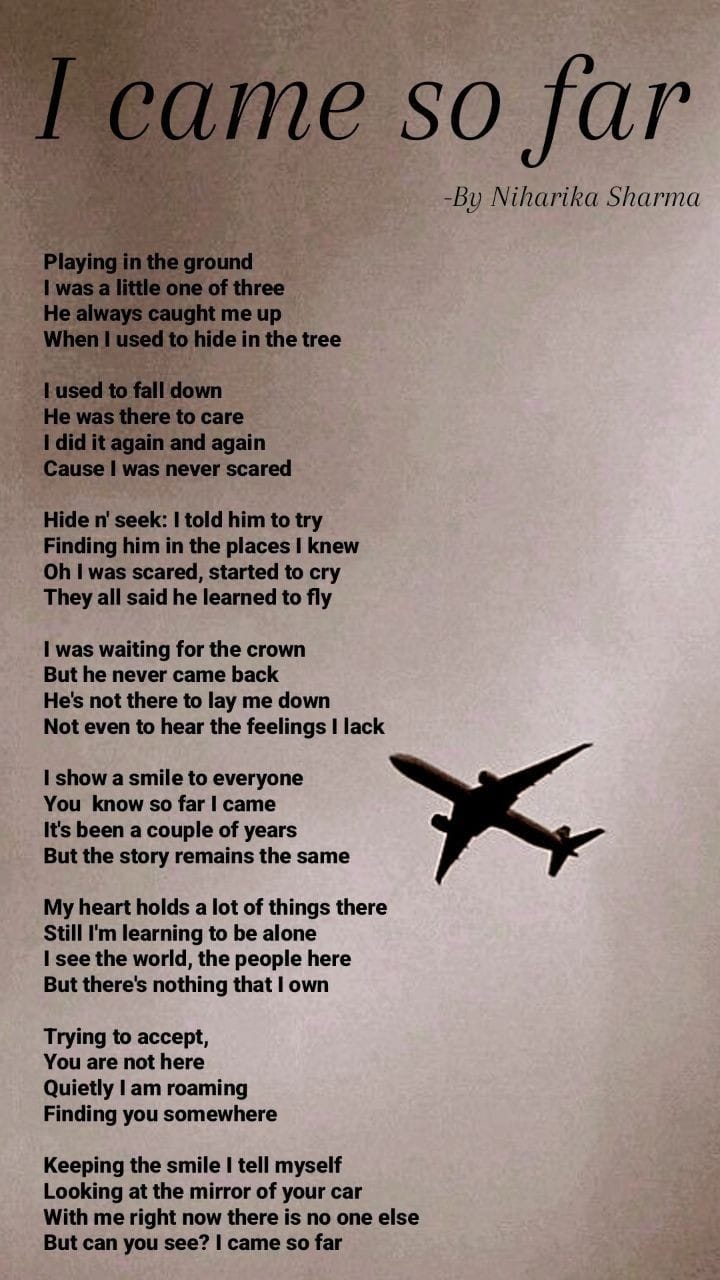 I came so far
-By Niharika Sharma
Playing in the ground
I was a little one of three
He always caught me up
When I used to hide in the tree
I used to fall down
He was there to care
I did it again and again
Cause I was never scared
Hide n' seek: I told him to try
Finding him in the places I knew
Oh I was scared, started to cry
They all said he learned to fly
I was waiting for the crown
But he never came back
He's not there to lay me down
Not even to hear the feelings I lack
I show a smile to everyone
You  know so far I came
It's been a couple of years
But the story remains the same
My heart holds a lot of things there
Still I'm learning to be alone
I see the world, the people here
But there's nothing that I own
Trying to accept,
You are not here
Quietly I am roaming
Finding you somewhere
Keeping the smile I tell myself
Looking at the mirror of your car
With me right now there is no one else
But can you see? I came so far